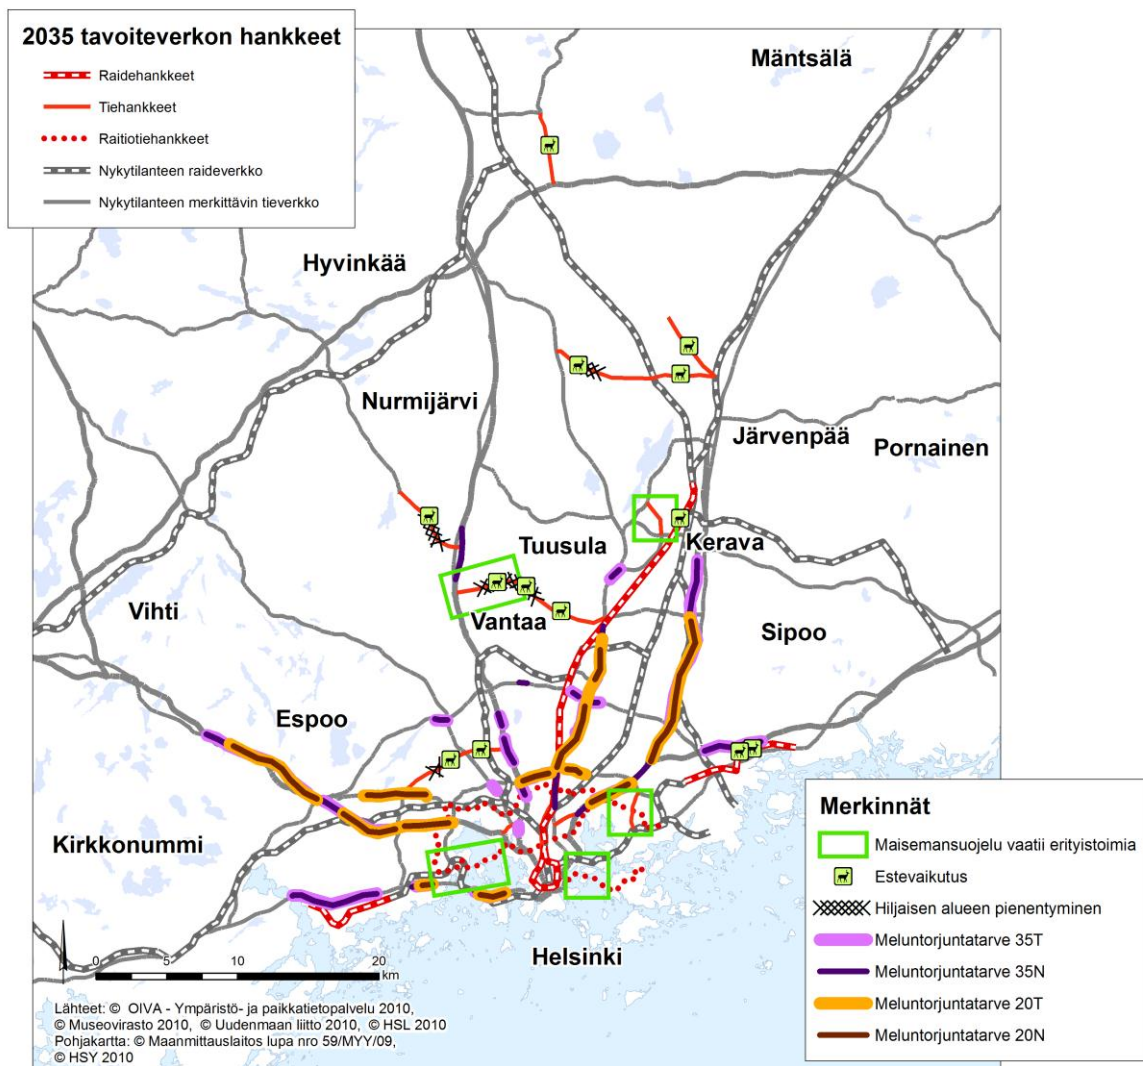 2035 tavoiteverkon hankkeet
Raidehankkeet
Tiehankkeet
Raitiotiehankkeet
Nykytilanteen raideverkko
Nykytilanteen merkittävin tieverkko
Mäntsälä
Hyvinkää
Nurmijärvi
Järvenpää
Pornainen
Tuusula
Kerava
Vihti
Vantaa
Sipoo
Espoo
Kirkkonummi
Helsinki
0 5 10 20
km
Lähteet: © OIVA - Ympäristö- ja paikkatietopalvelu 2010,
© Museovirasto 2010, © Uudenmaan liitto 2010, © HSL 2010
Pohjakartta: © Maanmittauslaitos lupa nro 59/MYY/09,
© HSY 2010
Merkinnät
Maisemansuojelu vaatii erityistoimia
Estevaikutus
Hiljaisen alueen pienentyminen
Meluntorjuntatarve 35T
Meluntorjuntatarve 35N
Meluntorjuntatarve 20T
Meluntorjuntatarve 20N